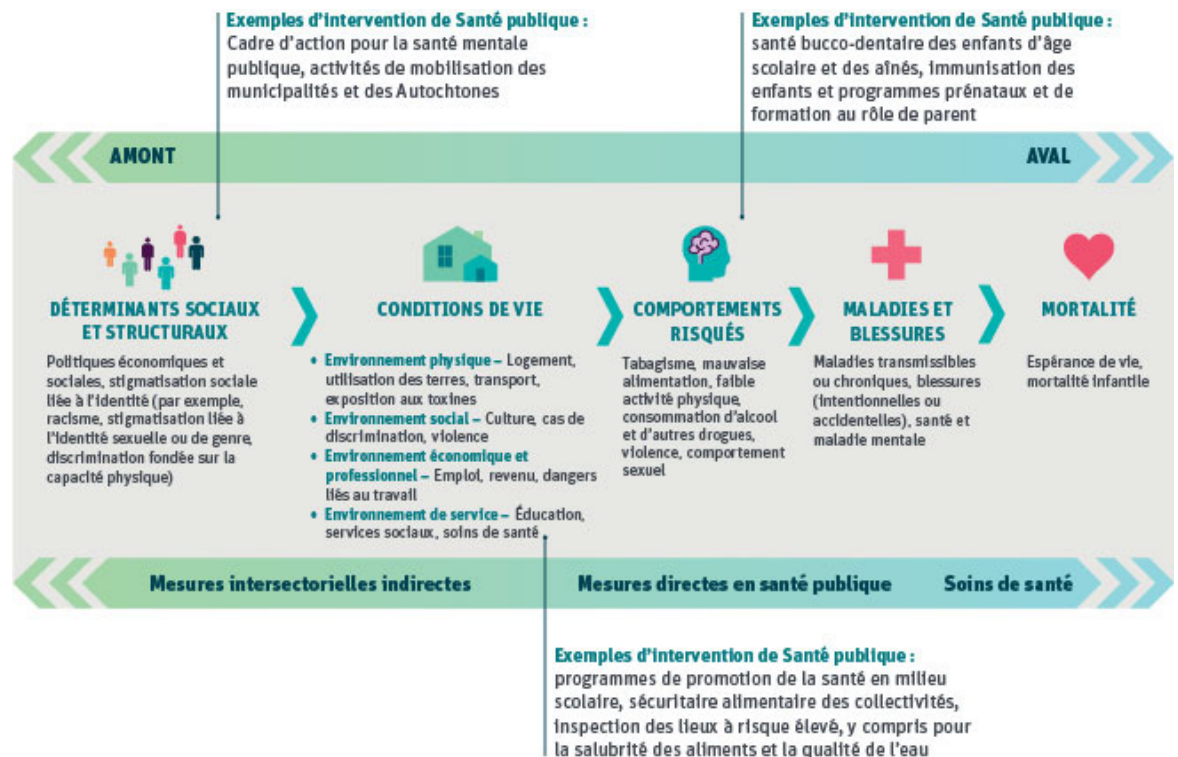 Exemples d'intervention de Santé publique :
Cadre d'action pour la santé mentale
publique, activités de mobilisation des
municipalités et des Autochtones
Exemples d'intervention de Santé publique :
santé bucco-dentaire des enfants d'âge
scolaire et des aînés, immunisation des
enfants et programmes prénataux et de
formation au rôle de parent
AMONT
AVAL
DÉTERMINANTS SOCIAUX
ET STRUCTURAUX
Politiques économiques et
sociales, stigmatisation sociale
liée à l'identité (par exemple,
racisme, stigmatisation liée à
l'identité sexuelle ou de genre,
discrimination fondée sur la
capacité physique)
CONDITIONS DE VIE
• Environnement physique – Logement,
utilisation des terres, transport,
exposition aux toxines
• Environnement social – Culture, cas de
discrimination, violence
• Environnement économique et
professionnel – Emploi, revenu, dangers
liés au travail
• Environnement de service – Éducation,
services sociaux, soins de santé
COMPORTEMENTS
RISQUÉS
Tabagisme, mauvaise
alimentation, faible
activité physique,
consommation d'alcool
et d'autres drogues,
violence, comportement
sexuel
MALADIES ET
BLESSURES
Maladies transmissibles
ou chroniques, blessures
(intentionnelles ou
accidentelles), santé et
maladie mentale
MORTALITÉ
Espérance de vie,
mortalité infantile
Mesures intersectorielles indirectes
Mesures directes en santé publique
Soins de santé
Exemples d'intervention de Santé publique :
programmes de promotion de la santé en milieu
scolaire, sécuritaire alimentaire des collectivités,
inspection des lieux à risque élevé, y compris pour
la salubrité des aliments et la qualité de l'eau